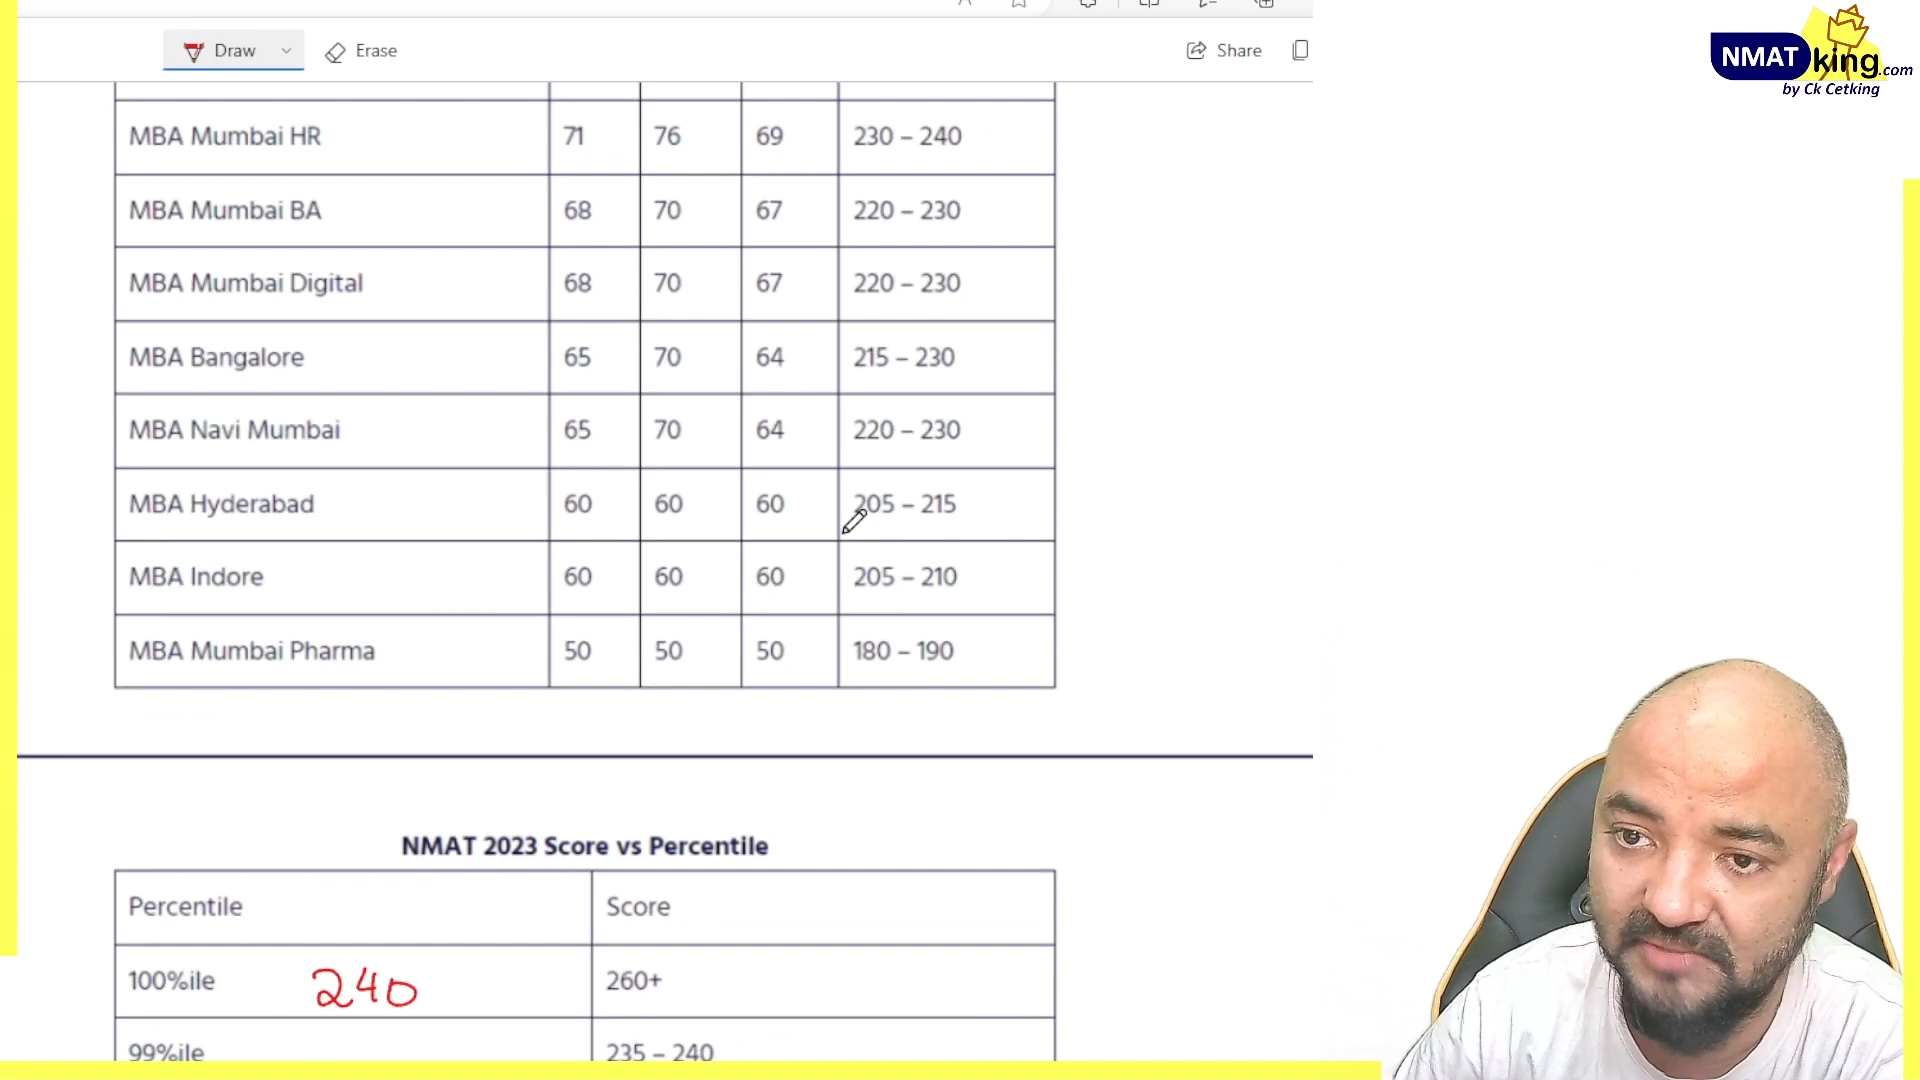 Draw Erase Share
NMAT king.com
by Ck Cetking
MBA Mumbai HR 71 76 69 230 – 240
MBA Mumbai BA 68 70 67 220 – 230
MBA Mumbai Digital 68 70 67 220 – 230
MBA Bangalore 65 70 64 215 – 230
MBA Navi Mumbai 65 70 64 220 – 230
MBA Hyderabad 60 60 60 205 – 215
MBA Indore 60 60 60 205 – 210
MBA Mumbai Pharma 50 50 50 180 – 190
NMAT 2023 Score vs Percentile
Percentile Score
100%ile 240 260+
99%ile 235 – 240